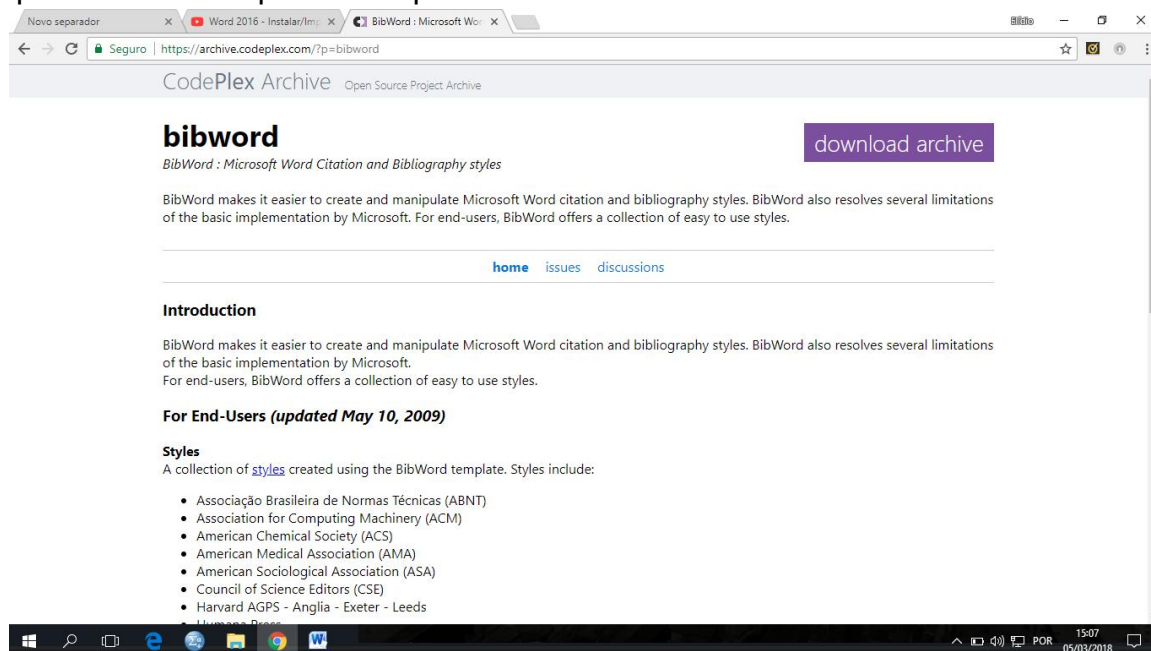 Novo separador
Word 2016 - Instalar/Im
BibWord : Microsoft Wor
Seguro | https://archive.codeplex.com/?p=bibword
CodePlex Archive Open Source Project Archive
bibword
download archive
BibWord : Microsoft Word Citation and Bibliography styles
BibWord makes it easier to create and manipulate Microsoft Word citation and bibliography styles. BibWord also resolves several limitations
of the basic implementation by Microsoft. For end-users, BibWord offers a collection of easy to use styles.
home issues discussions
Introduction
BibWord makes it easier to create and manipulate Microsoft Word citation and bibliography styles. BibWord also resolves several limitations
of the basic implementation by Microsoft.
For end-users, BibWord offers a collection of easy to use styles.
For End-Users (updated May 10, 2009)
Styles
A collection of styles created using the BibWord template. Styles include:
• Associação Brasileira de Normas Técnicas (ABNT)
• Association for Computing Machinery (ACM)
• American Chemical Society (ACS)
• American Medical Association (AMA)
• American Sociological Association (ASA)
• Council of Science Editors (CSE)
• Harvard AGPS - Anglia - Exeter - Leeds
• Humana Press
POR
15:07
05/03/2018